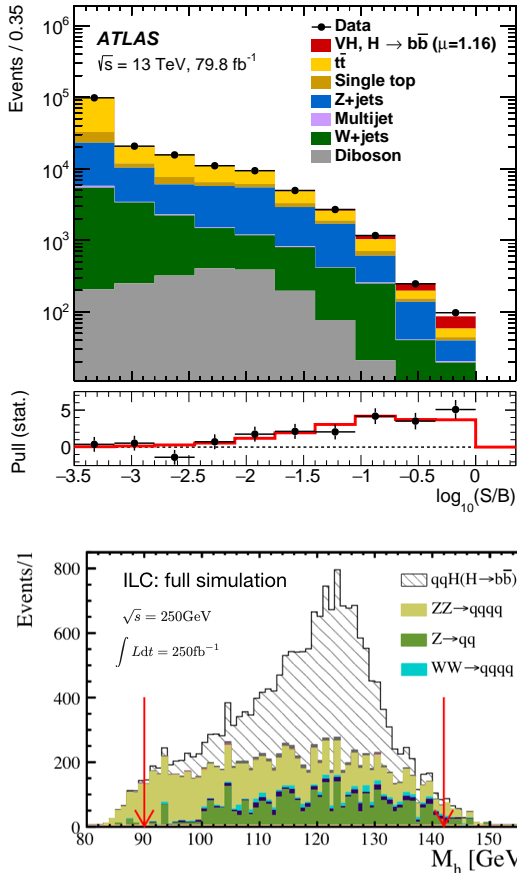 Events / 0.35
ATLAS
√s = 13 TeV, 79.8 fb⁻¹
Data
VH, H → bb̄ (μ=1.16)
tt̄
Single top
Z+jets
Multijet
W+jets
Diboson
10⁶
10⁵
10⁴
10³
10²
Pull (stat.)
5
0
−3.5 −3 −2.5 −2 −1.5 −1 −0.5 0
log₁₀(S/B)
Events/1
ILC: full simulation
√s = 250GeV
∫ Ldt = 250fb⁻¹
qqH(H→bb̄)
ZZ→qqqq
Z→qq
WW→qqqq
800
600
400
200
0
80 90 100 110 120 130 140 150
M_h [GeV